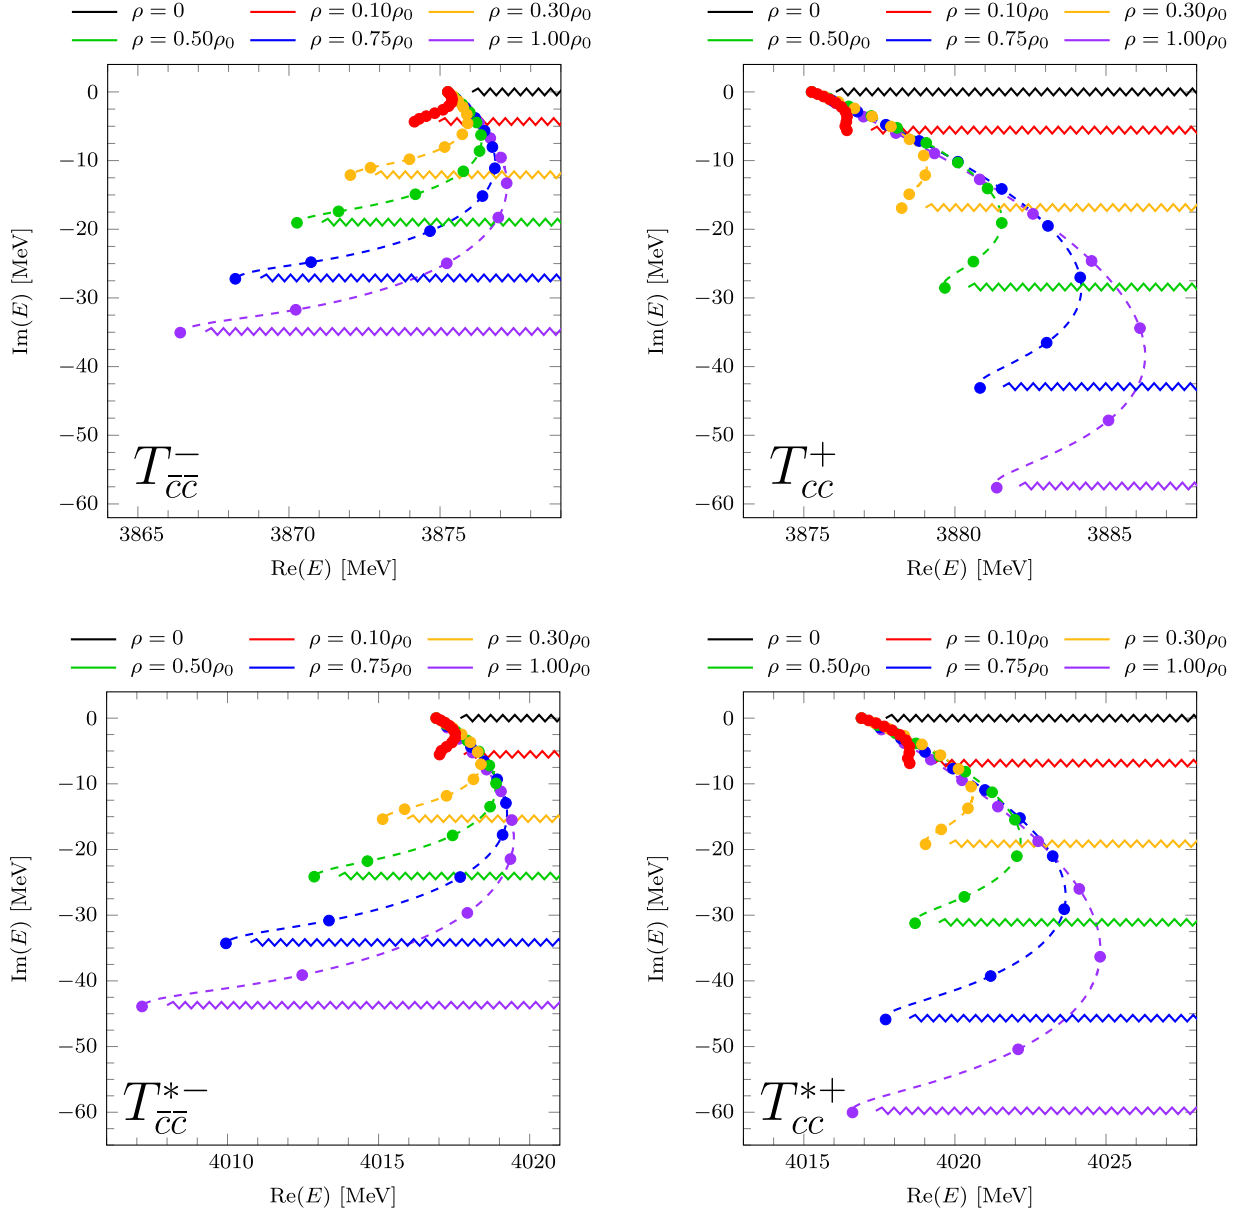 ρ = 0 ρ = 0.10ρ₀ ρ = 0.30ρ₀
ρ = 0.50ρ₀ ρ = 0.75ρ₀ ρ = 1.00ρ₀
0
−10
−20
−30
−40
−50
−60
Im(E) [MeV]
T⁻c̅c̅
3865 3870 3875
Re(E) [MeV]
ρ = 0 ρ = 0.10ρ₀ ρ = 0.30ρ₀
ρ = 0.50ρ₀ ρ = 0.75ρ₀ ρ = 1.00ρ₀
0
−10
−20
−30
−40
−50
−60
Im(E) [MeV]
T⁺cc
3875 3880 3885
Re(E) [MeV]
ρ = 0 ρ = 0.10ρ₀ ρ = 0.30ρ₀
ρ = 0.50ρ₀ ρ = 0.75ρ₀ ρ = 1.00ρ₀
0
−10
−20
−30
−40
−50
−60
Im(E) [MeV]
T*⁻c̅c̅
4010 4015 4020
Re(E) [MeV]
ρ = 0 ρ = 0.10ρ₀ ρ = 0.30ρ₀
ρ = 0.50ρ₀ ρ = 0.75ρ₀ ρ = 1.00ρ₀
0
−10
−20
−30
−40
−50
−60
Im(E) [MeV]
T*⁺cc
4015 4020 4025
Re(E) [MeV]